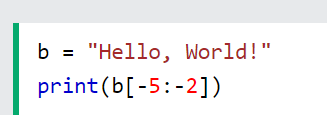 b = "Hello, World!"
print(b[-5:-2])